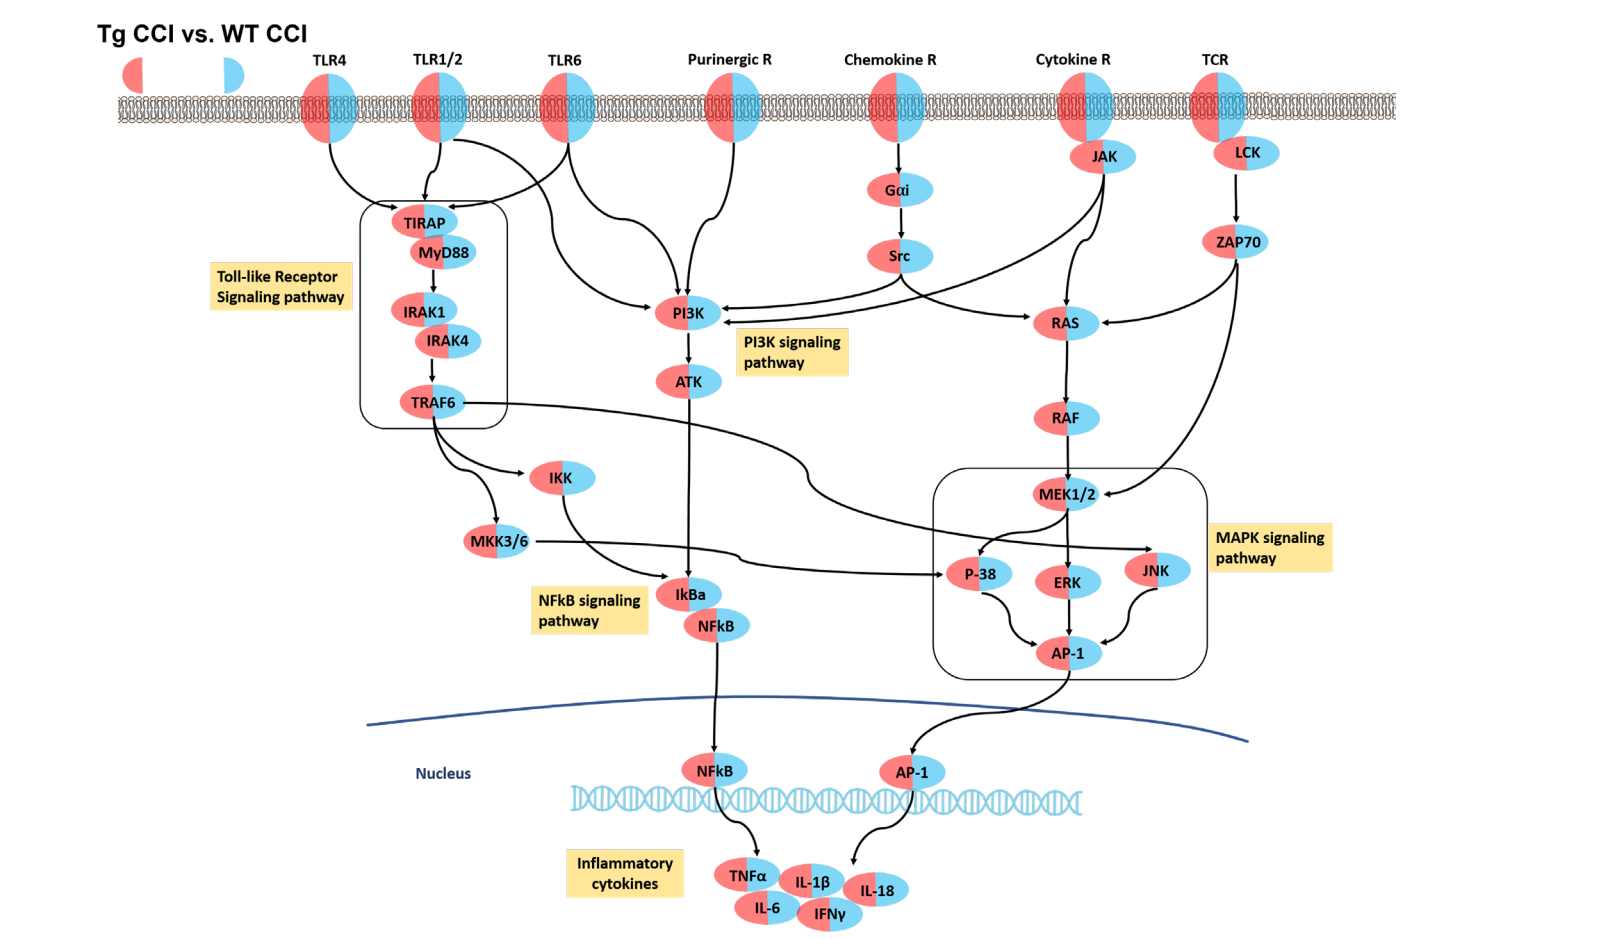 Tg CCI vs. WT CCI
TLR4
TLR1/2
TLR6
Purinergic R
Chemokine R
Cytokine R
TCR
JAK
LCK
Gαi
TIRAP
MyD88
ZAP70
Src
Toll-like Receptor
Signaling pathway
IRAK1
IRAK4
PI3K
RAS
PI3K signaling
pathway
ATK
TRAF6
RAF
IKK
MEK1/2
MKK3/6
MAPK signaling
pathway
P-38
ERK
JNK
IkBa
NFkB
NFkB signaling
pathway
AP-1
Nucleus
NFkB
AP-1
Inflammatory
cytokines
TNFα
IL-1β
IL-18
IL-6
IFNγ